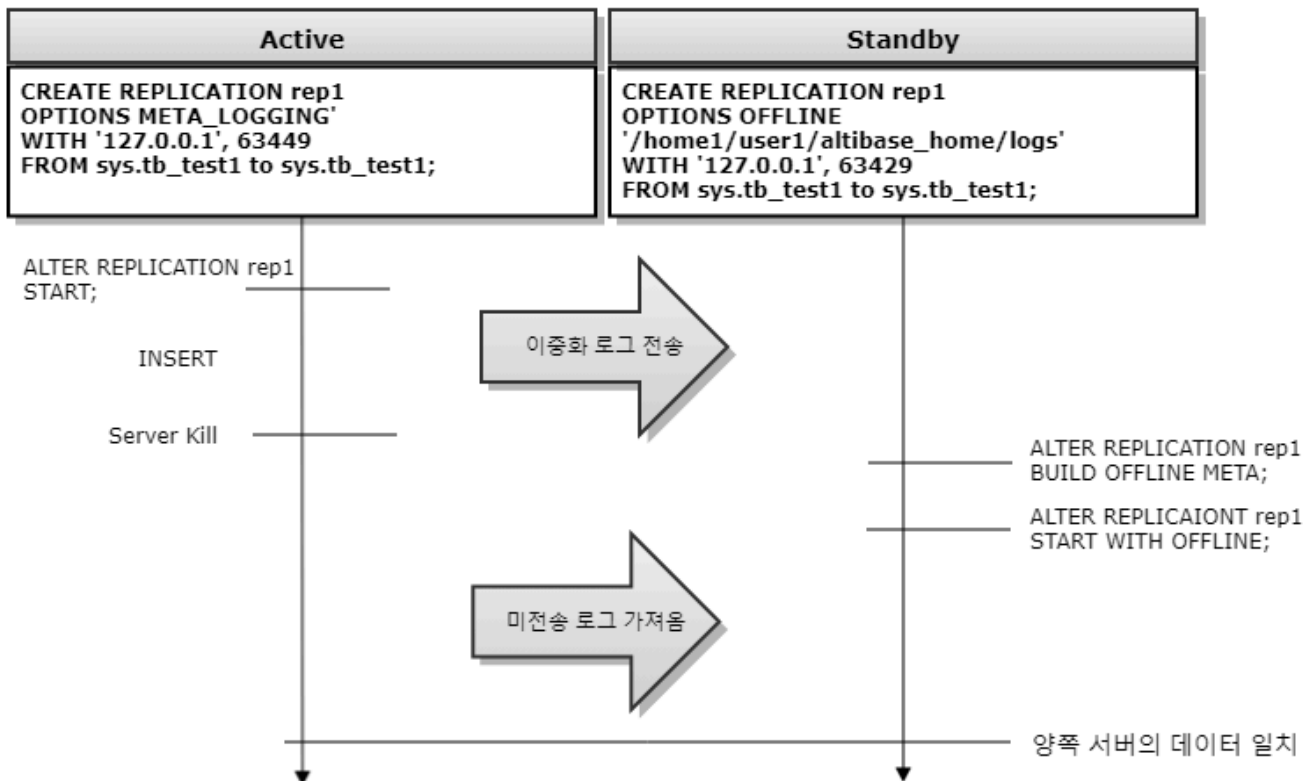 Active
CREATE REPLICATION rep1
OPTIONS META_LOGGING'
WITH '127.0.0.1', 63449
FROM sys.tb_test1 to sys.tb_test1;
Standby
CREATE REPLICATION rep1
OPTIONS OFFLINE
'/home1/user1/altibase_home/logs'
WITH '127.0.0.1', 63429
FROM sys.tb_test1 to sys.tb_test1;
ALTER REPLICATION rep1
START;
이중화 로그 전송
INSERT
Server Kill
ALTER REPLICATION rep1
BUILD OFFLINE META;
ALTER REPLICAIONT rep1
START WITH OFFLINE;
미전송 로그 가져옴
양쪽 서버의 데이터 일치